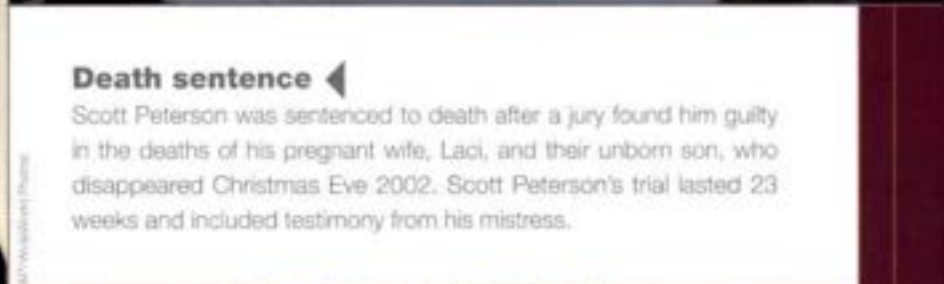 Death sentence
Scott Peterson was sentenced to death after a jury found him guilty
in the deaths of his pregnant wife, Laci, and their unborn son, who
disappeared Christmas Eve 2002. Scott Peterson's trial lasted 23
weeks and included testimony from his mistress.